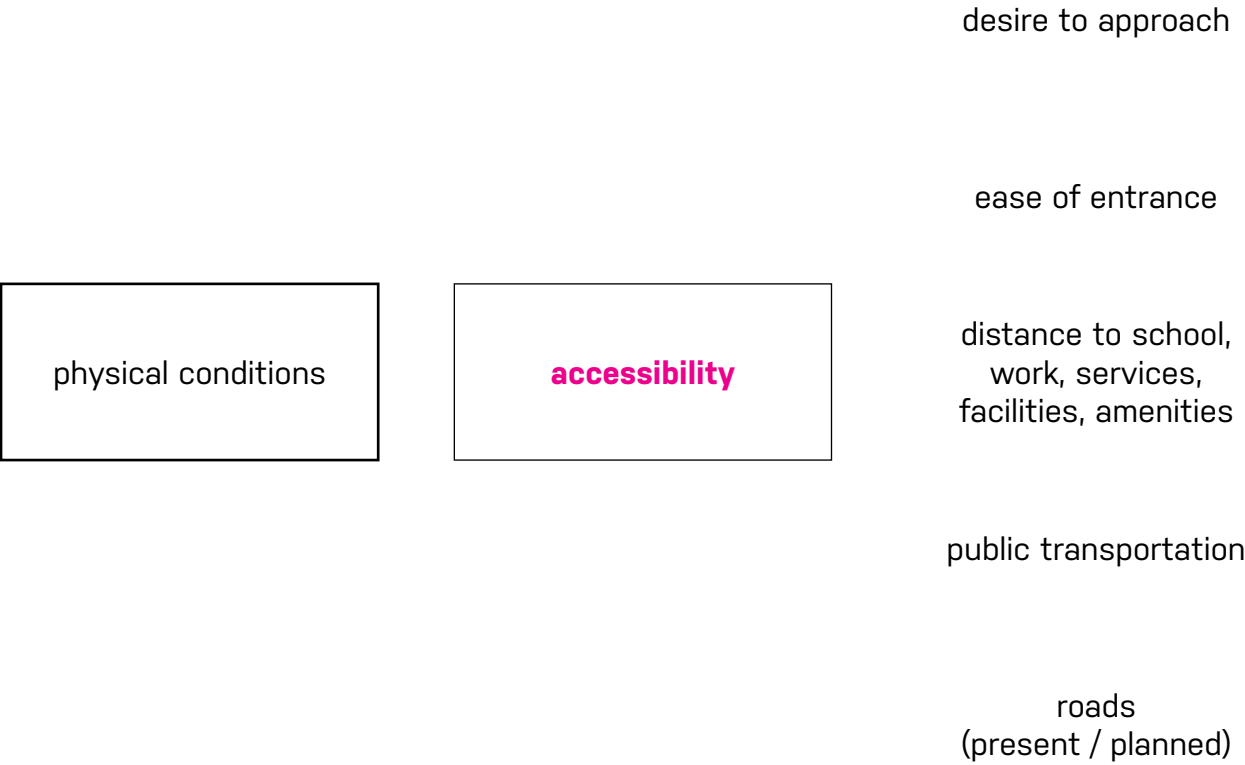 desire to approach
ease of entrance
physical conditions
accessibility
distance to school,
work, services,
facilities, amenities
public transportation
roads
(present / planned)